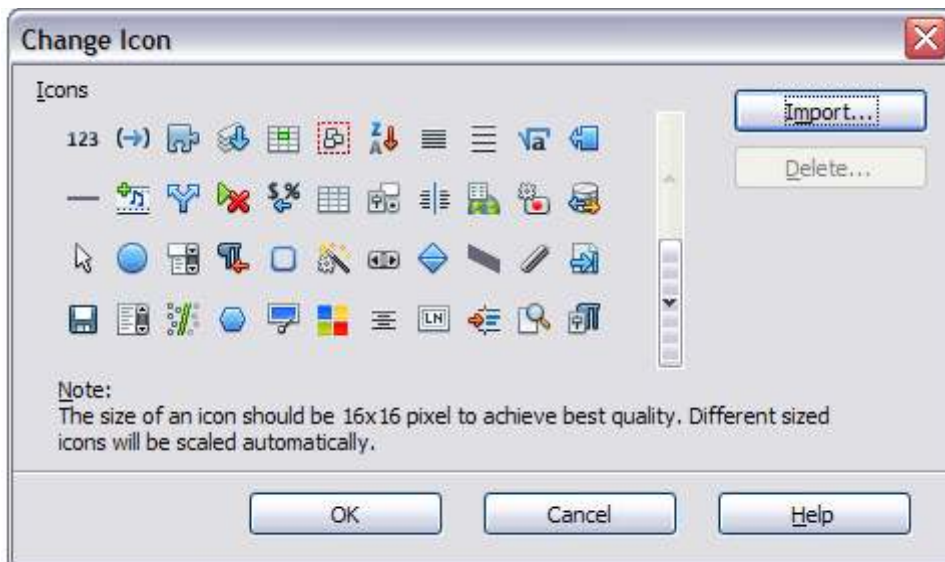 Change Icon
Icons
Import...
Delete...
123
Z
A
√a
$ %
LN
Note:
The size of an icon should be 16x16 pixel to achieve best quality. Different sized
icons will be scaled automatically.
OK
Cancel
Help